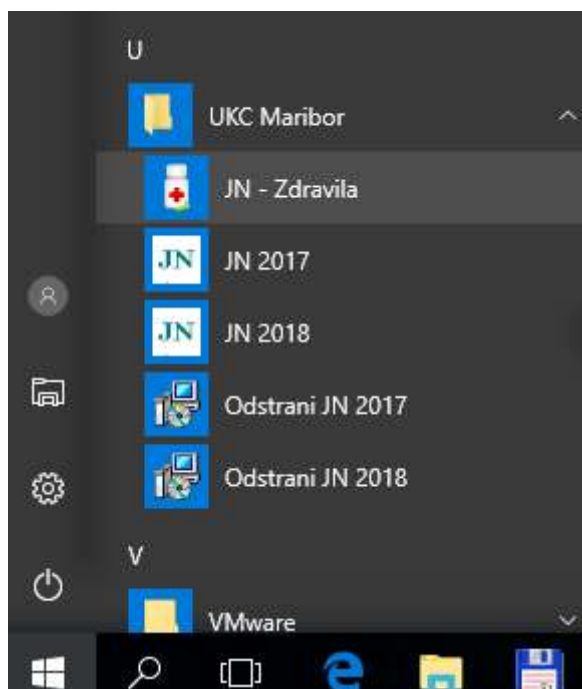 U
UKC Maribor
JN - Zdravila
JN JN 2017
JN JN 2018
Odstrani JN 2017
Odstrani JN 2018
V
VMware